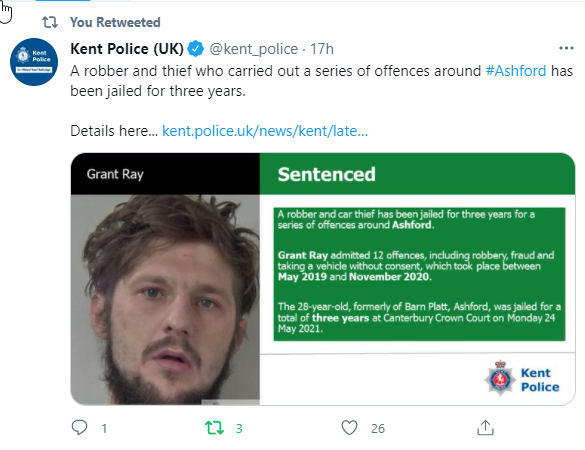 You Retweeted
Kent Police (UK) @kent_police · 17h
A robber and thief who carried out a series of offences around #Ashford has
been jailed for three years.
Details here... kent.police.uk/news/kent/late...
Kent
Police
Grant Ray
Sentenced
A robber and car thief has been jailed for three years for a
series of offences around Ashford.
Grant Ray admitted 12 offences, including robbery, fraud and
taking a vehicle without consent, which took place between
May 2019 and November 2020.
The 28-year-old, formerly of Barn Platt, Ashford, was jailed for a
total of three years at Canterbury Crown Court on Monday 24
May 2021.
Kent
Police
1
3
26